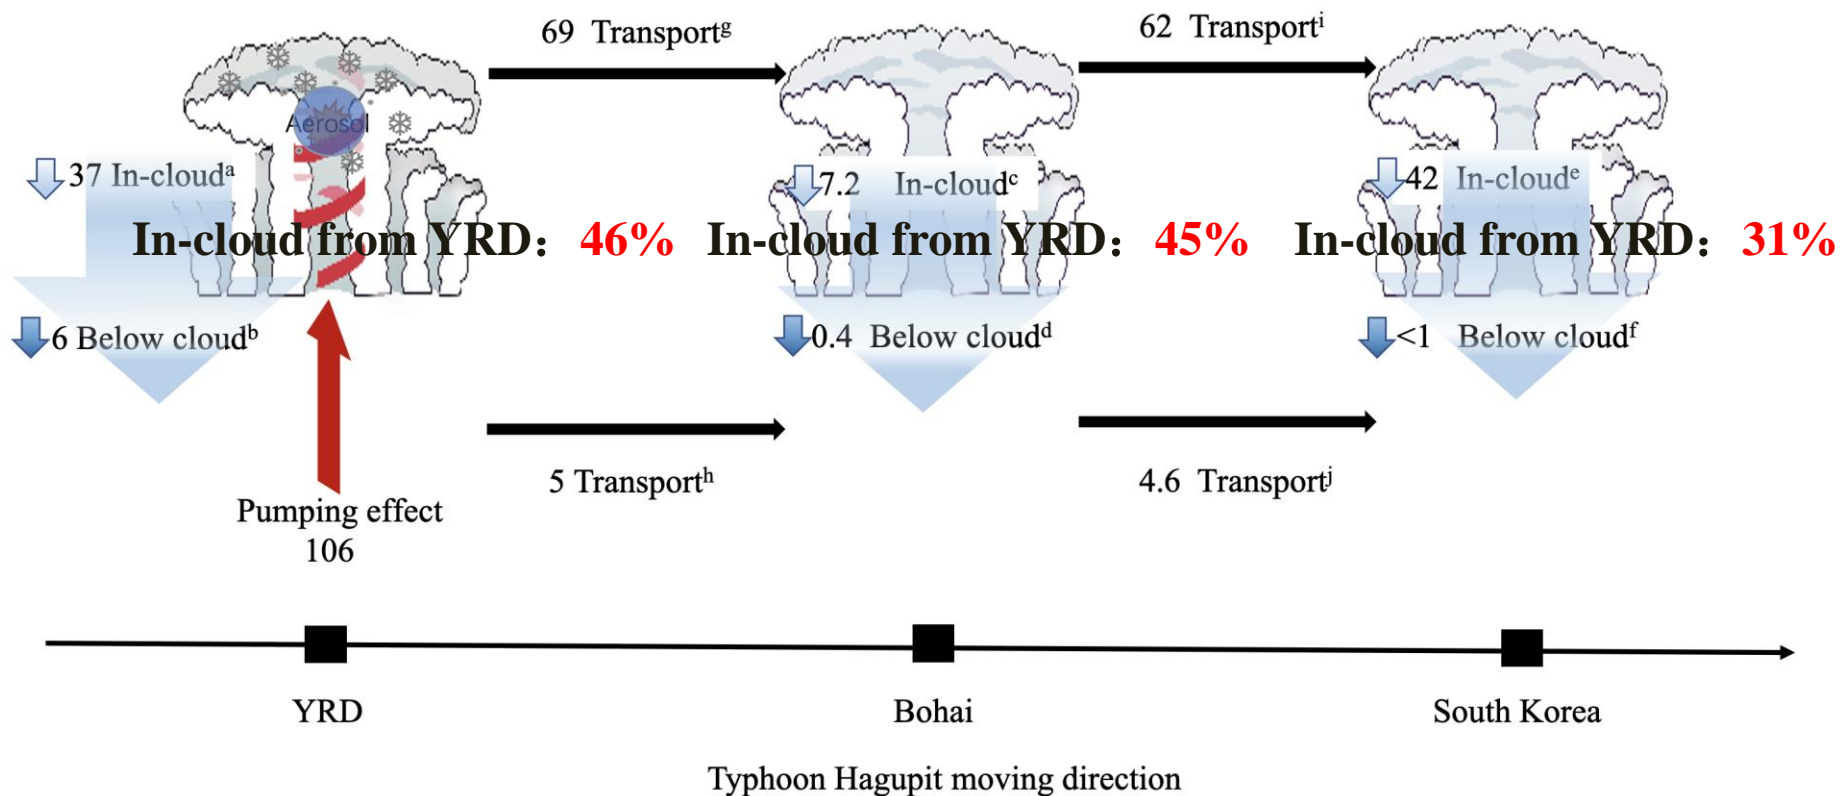 69 Transportᵍ
62 Transportⁱ
Aerosol
37 In-cloudᵃ
7.2 In-cloudᶜ
42 In-cloudᵉ
In-cloud from YRD：46%
In-cloud from YRD：45%
In-cloud from YRD：31%
6 Below cloudᵇ
0.4 Below cloudᵈ
<1 Below cloudᶠ
5 Transportʰ
4.6 Transportʲ
Pumping effect
106
YRD
Bohai
South Korea
Typhoon Hagupit moving direction